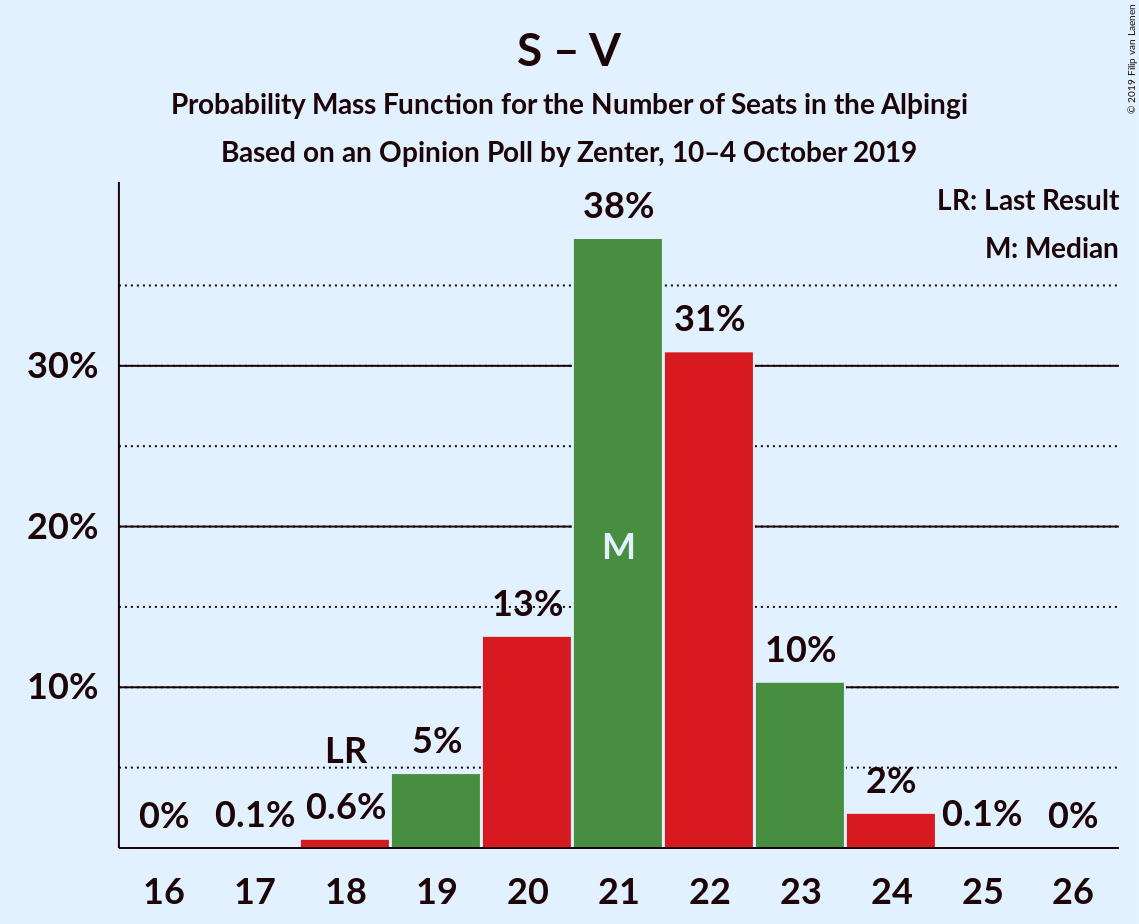 S – V
Probability Mass Function for the Number of Seats in the Alþingi
Based on an Opinion Poll by Zenter, 10–4 October 2019
© 2019 Filip van Laenen
LR: Last Result
M: Median
38%
31%
30%
20%
M
13%
10%
10%
5%
LR
2%
0%
0.1%
0.6%
0.1%
0%
16 17 18 19 20 21 22 23 24 25 26